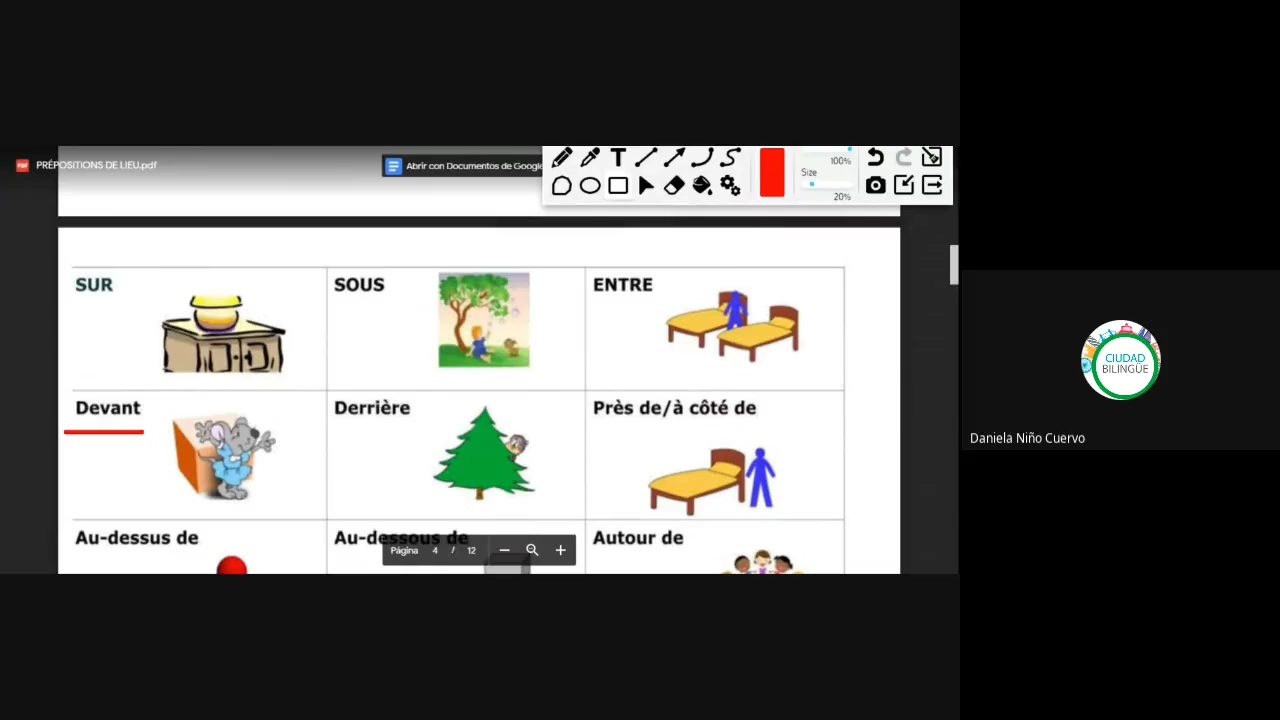 PRÉPOSITIONS DE LIEU.pdf
Abrir con Documentos de Google
100%
Size
20%
SUR
SOUS
ENTRE
Devant
Derrière
Près de/à côté de
Au-dessus de
Au-dessous de
Autour de
Página 4 / 12
CIUDAD
BILINGÜE
Daniela Niño Cuervo